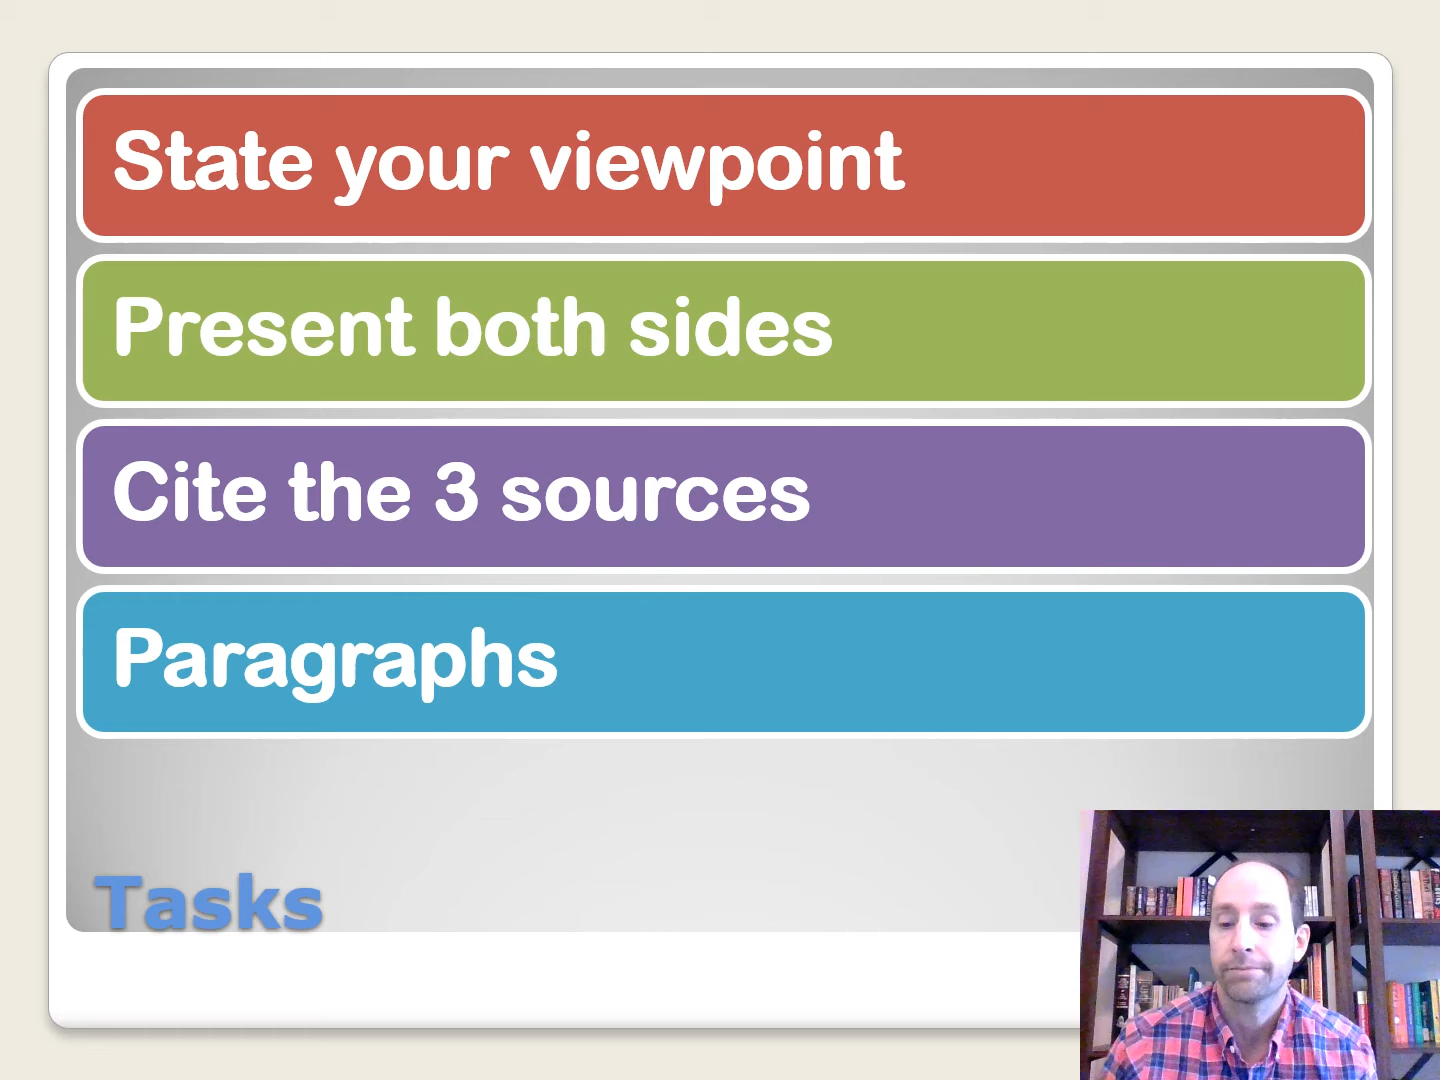 State your viewpoint
Present both sides
Cite the 3 sources
Paragraphs
Tasks